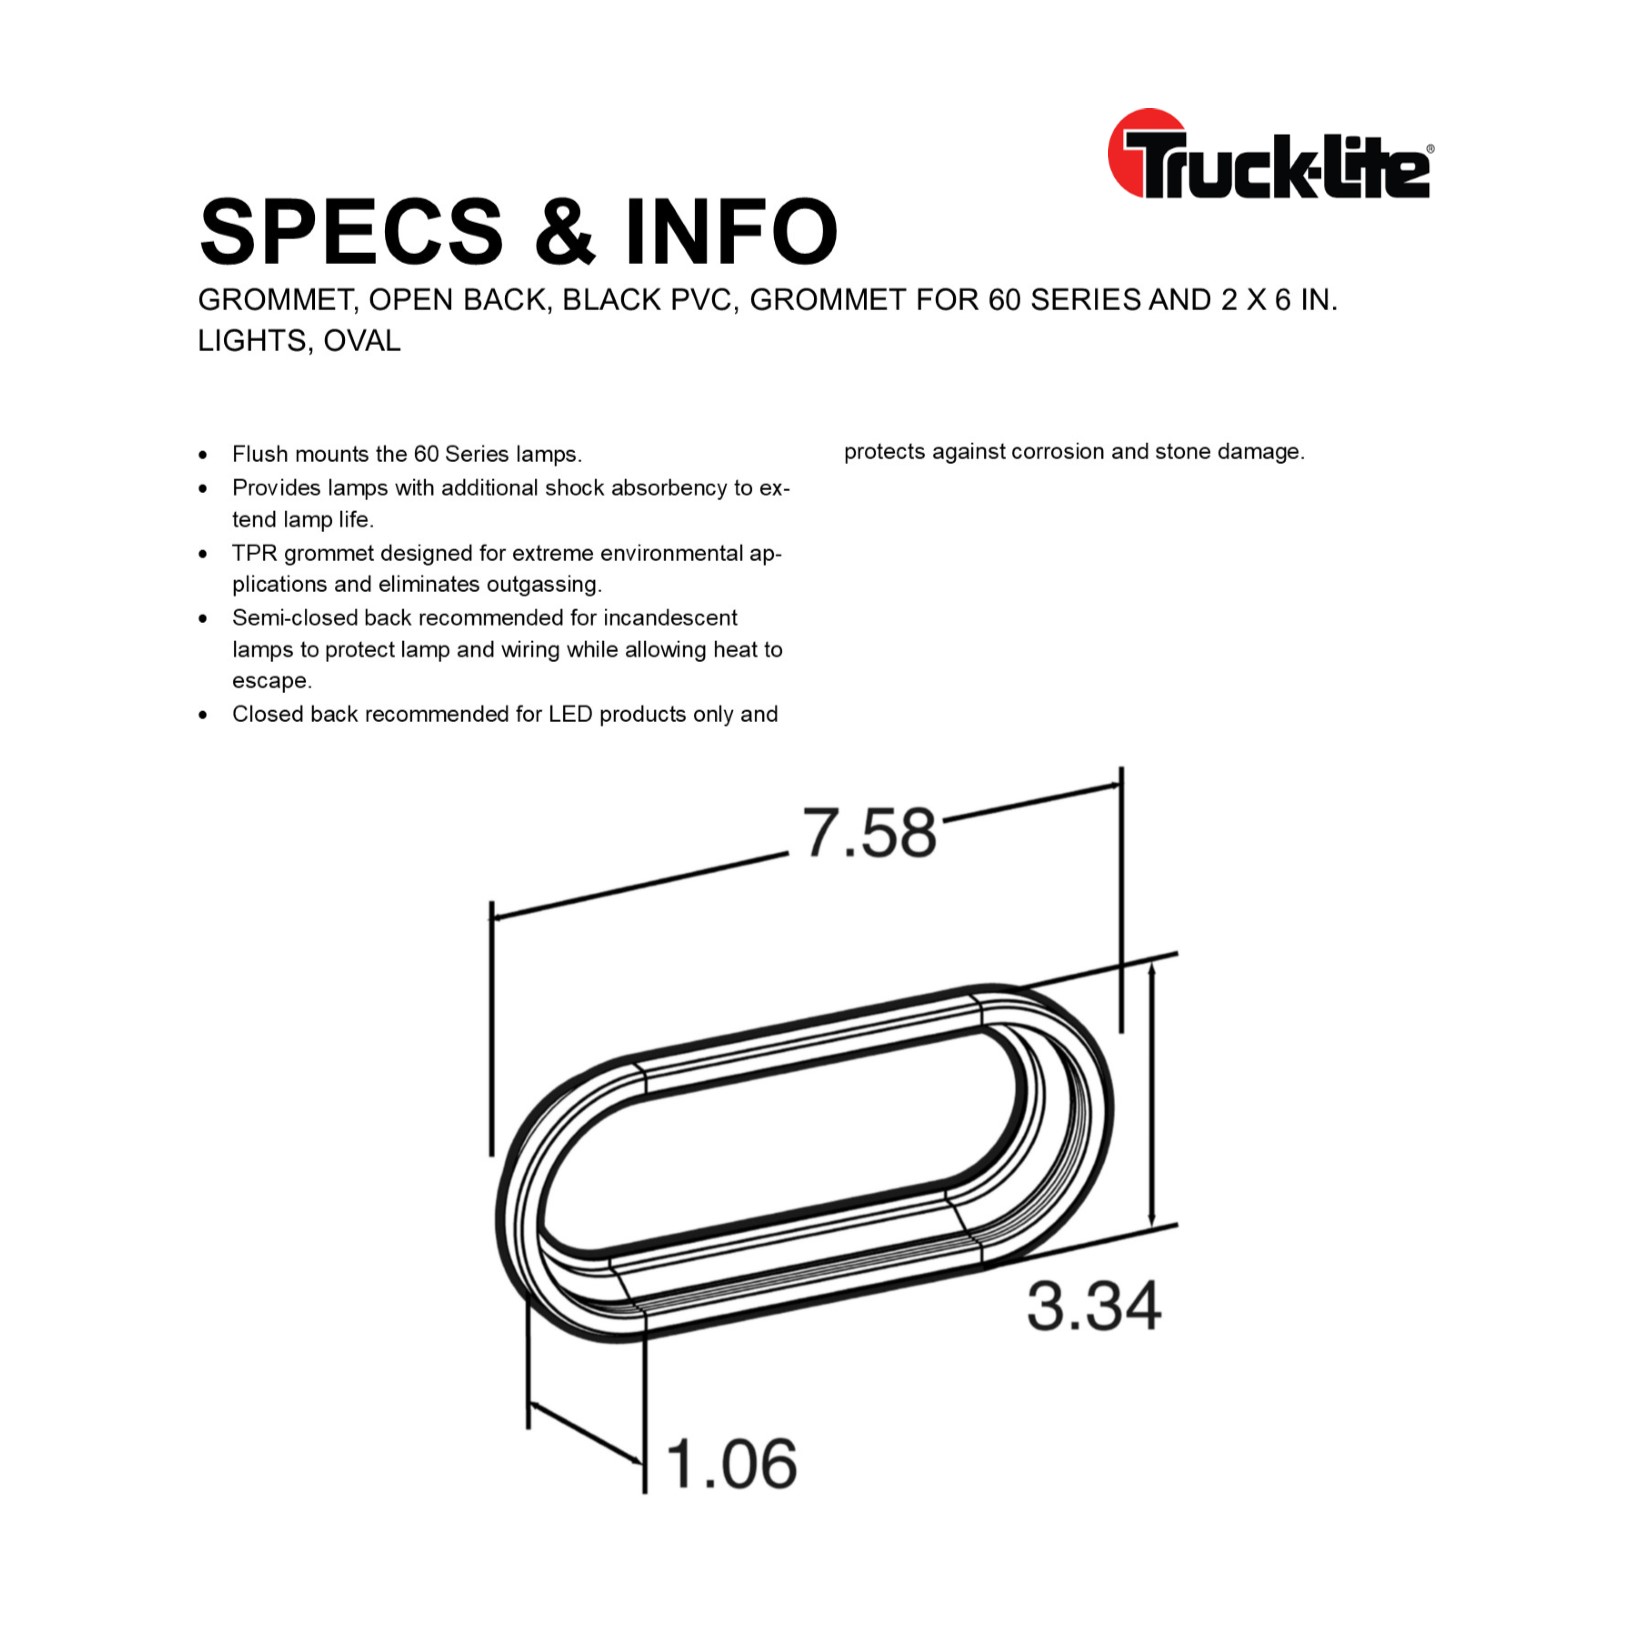 Truck-Lite®
SPECS & INFO
GROMMET, OPEN BACK, BLACK PVC, GROMMET FOR 60 SERIES AND 2 X 6 IN.
LIGHTS, OVAL
• Flush mounts the 60 Series lamps.
• Provides lamps with additional shock absorbency to ex-
tend lamp life.
• TPR grommet designed for extreme environmental ap-
plications and eliminates outgassing.
• Semi-closed back recommended for incandescent
lamps to protect lamp and wiring while allowing heat to
escape.
• Closed back recommended for LED products only and
protects against corrosion and stone damage.
7.58
3.34
1.06